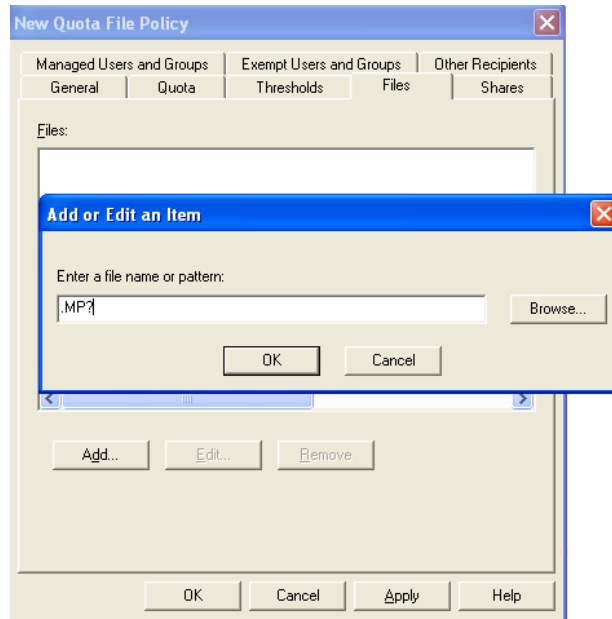 New Quota File Policy
Managed Users and Groups Exempt Users and Groups Other Recipients
General Quota Thresholds Files Shares
Files:
Add or Edit an Item
Enter a file name or pattern:
.MP?
Browse...
OK Cancel
Add... Edit... Remove
OK Cancel Apply Help